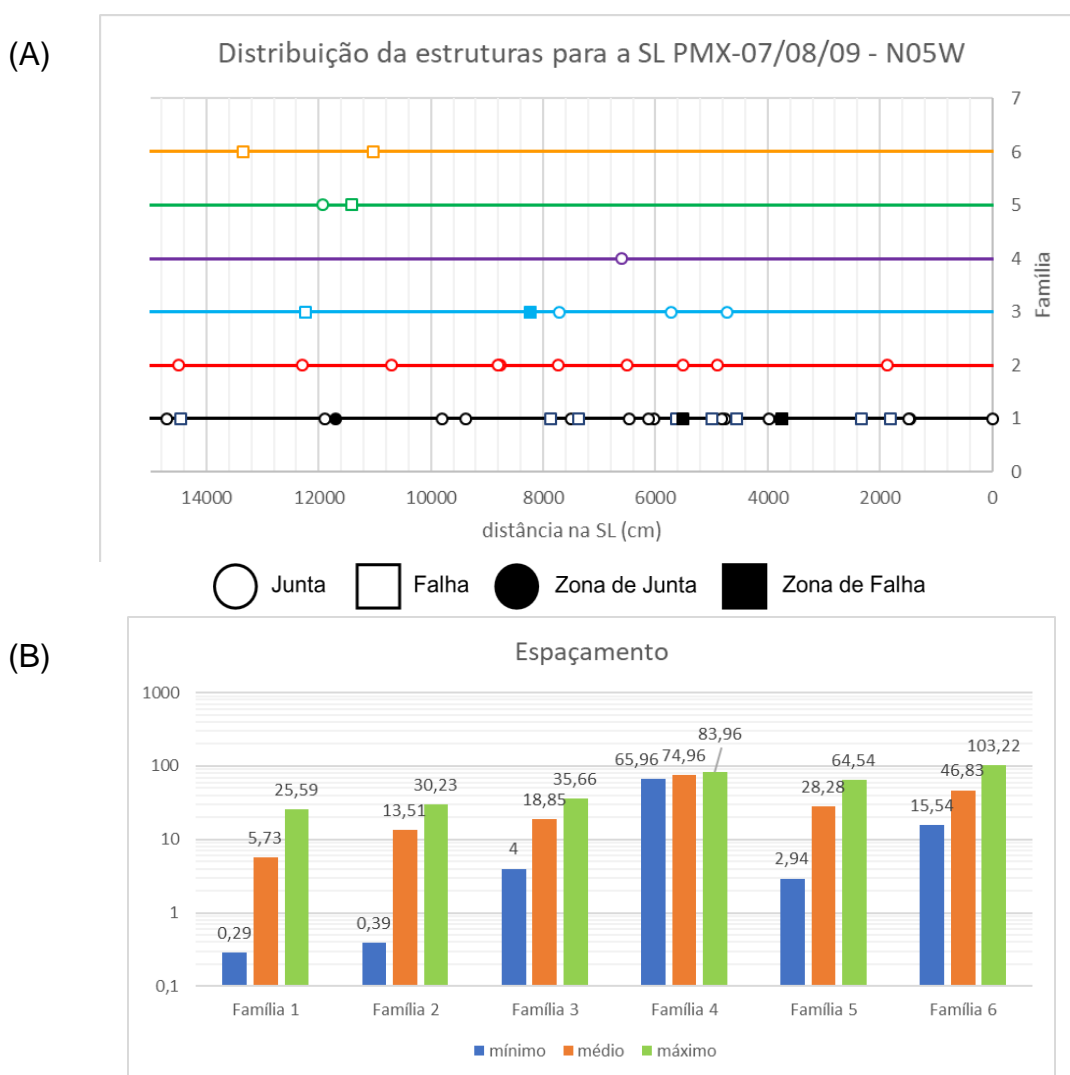 (A)
Distribuição da estruturas para a SL PMX-07/08/09 - N05W
7
6
5
4
3
2
1
0
Família
14000 12000 10000 8000 6000 4000 2000 0
distância na SL (cm)
Junta Falha Zona de Junta Zona de Falha
(B)
Espaçamento
1000
100
10
1
0,1
0,29 5,73 25,59
0,39 13,51 30,23
4 18,85 35,66
65,96 74,96 83,96
2,94 28,28 64,54
15,54 46,83 103,22
Família 1 Família 2 Família 3 Família 4 Família 5 Família 6
mínimo médio máximo